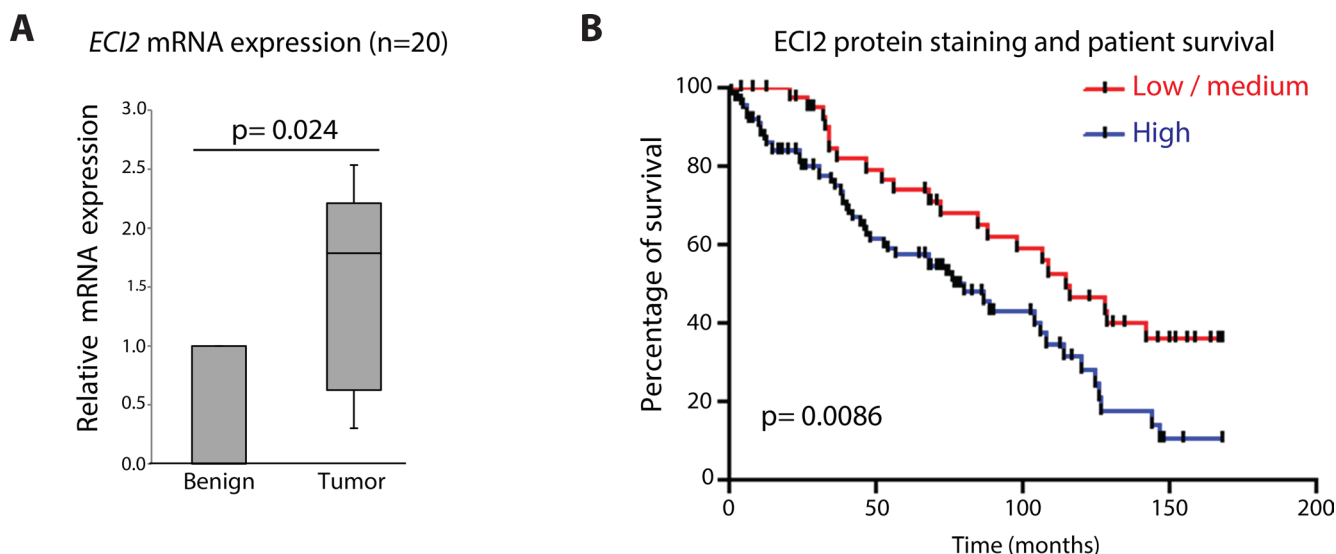 A
ECI2 mRNA expression (n=20)
Relative mRNA expression
3.0
2.5
2.0
1.5
1.0
0.5
0.0
p= 0.024
Benign
Tumor
B
ECI2 protein staining and patient survival
Percentage of survival
100
80
60
40
20
0
Low / medium
High
p= 0.0086
0
50
100
150
200
Time (months)